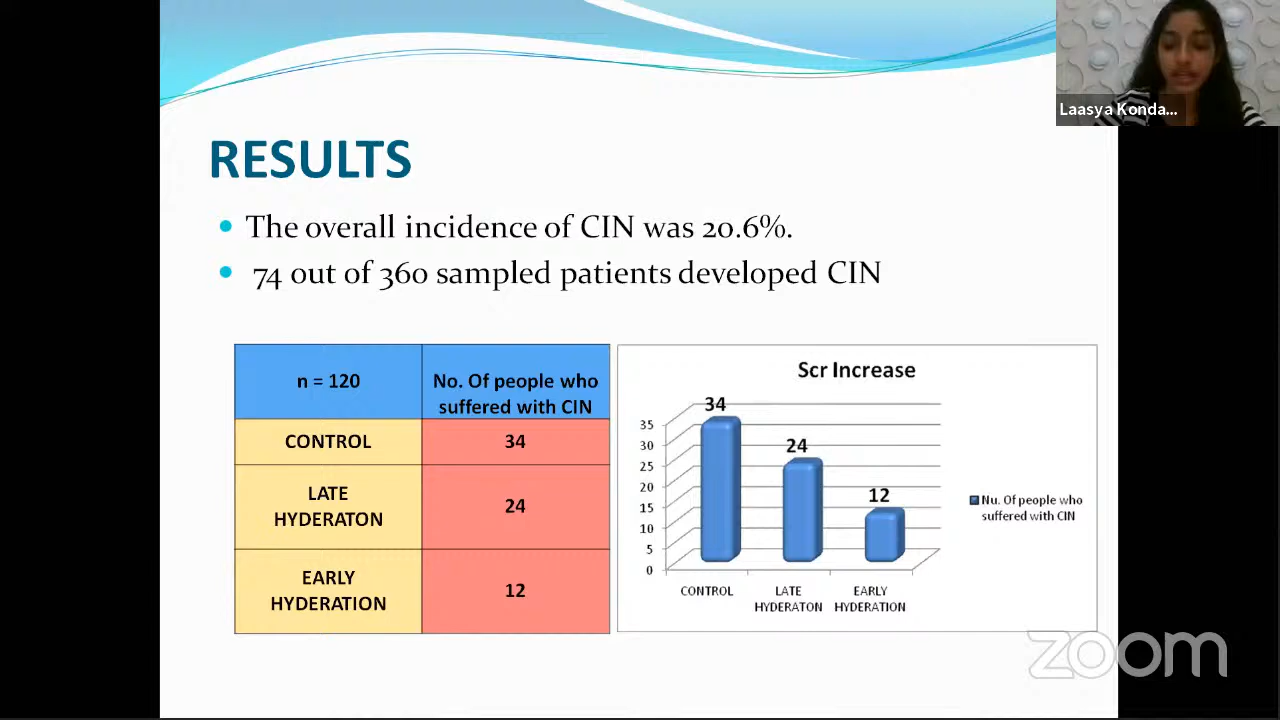 Laasya Konda...
RESULTS
• The overall incidence of CIN was 20.6%.
• 74 out of 360 sampled patients developed CIN
n = 120
No. Of people who
suffered with CIN
CONTROL
34
LATE
HYDERATON
24
EARLY
HYDERATION
12
Scr Increase
34
24
12
35
30
25
20
15
10
5
0
CONTROL
LATE
HYDERATON
EARLY
HYDERATION
Nu. Of people who
suffered with CIN
zoom